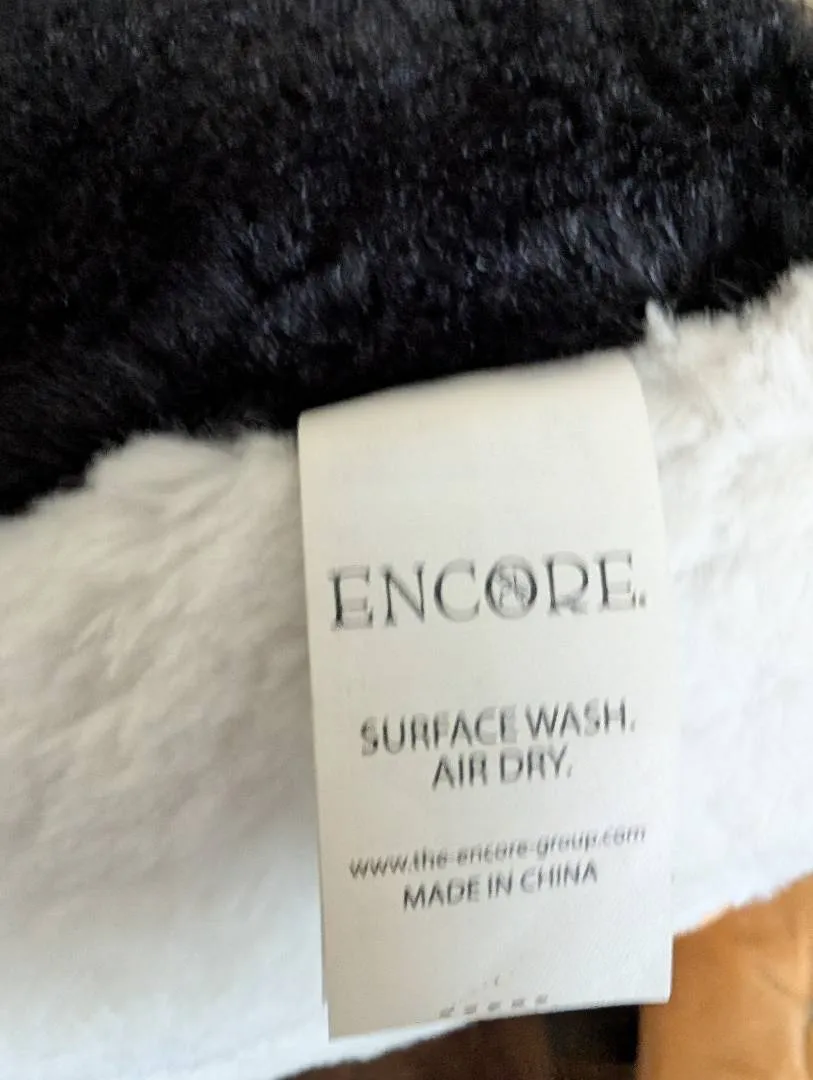 ENCORE.
SURFACE WASH.
AIR DRY.
www.the-encore-group.com
MADE IN CHINA